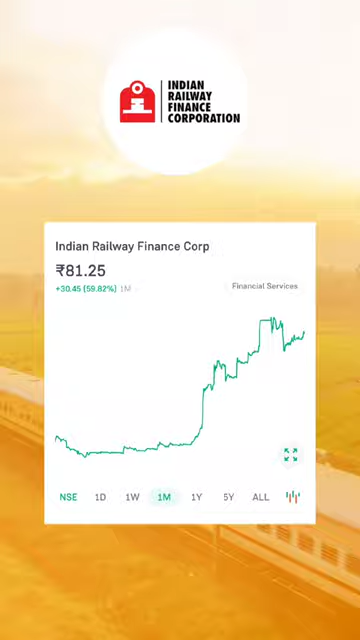 INDIAN
RAILWAY
FINANCE
CORPORATION
Indian Railway Finance Corp
₹81.25
+30.45 (59.82%) 1M
Financial Services
NSE 1D 1W 1M 1Y 5Y ALL